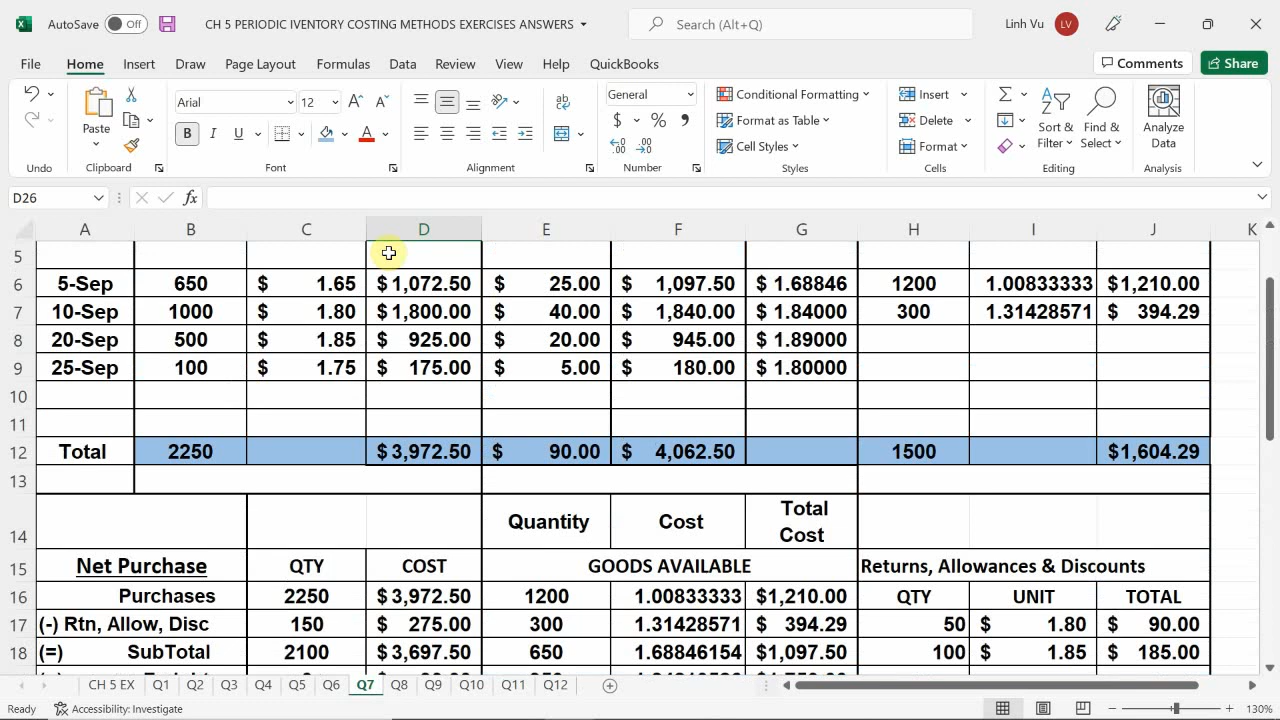 AutoSave Off CH 5 PERIODIC IVENTORY COSTING METHODS EXERCISES ANSWERS Search (Alt+Q) Linh Vu LV
File Home Insert Draw Page Layout Formulas Data Review View Help QuickBooks Comments Share
Arial 12 General Conditional Formatting Insert
Paste B I U $ % Format as Table Delete Sort & Find & Analyze
Cell Styles Format Filter Select Data
Undo Clipboard Font Alignment Number Styles Cells Editing Analysis
D26 fx
A B C D E F G H I J K
5
6 5-Sep 650 $ 1.65 $ 1,072.50 $ 25.00 $ 1,097.50 $ 1.68846 1200 1.00833333 $1,210.00
7 10-Sep 1000 $ 1.80 $ 1,800.00 $ 40.00 $ 1,840.00 $ 1.84000 300 1.31428571 $ 394.29
8 20-Sep 500 $ 1.85 $ 925.00 $ 20.00 $ 945.00 $ 1.89000
9 25-Sep 100 $ 1.75 $ 175.00 $ 5.00 $ 180.00 $ 1.80000
10
11
12 Total 2250 $ 3,972.50 $ 90.00 $ 4,062.50 1500 $1,604.29
13
14 Quantity Cost Total Cost
15 Net Purchase QTY COST GOODS AVAILABLE Returns, Allowances & Discounts
16 Purchases 2250 $ 3,972.50 1200 1.00833333 $1,210.00 QTY UNIT TOTAL
17 (-) Rtn, Allow, Disc 150 $ 275.00 300 1.31428571 $ 394.29 50 $ 1.80 $ 90.00
18 (=) SubTotal 2100 $ 3,697.50 650 1.68846154 $1,097.50 100 $ 1.85 $ 185.00
CH 5 EX Q1 Q2 Q3 Q4 Q5 Q6 Q7 Q8 Q9 Q10 Q11 Q12
Ready Accessibility: Investigate 130%